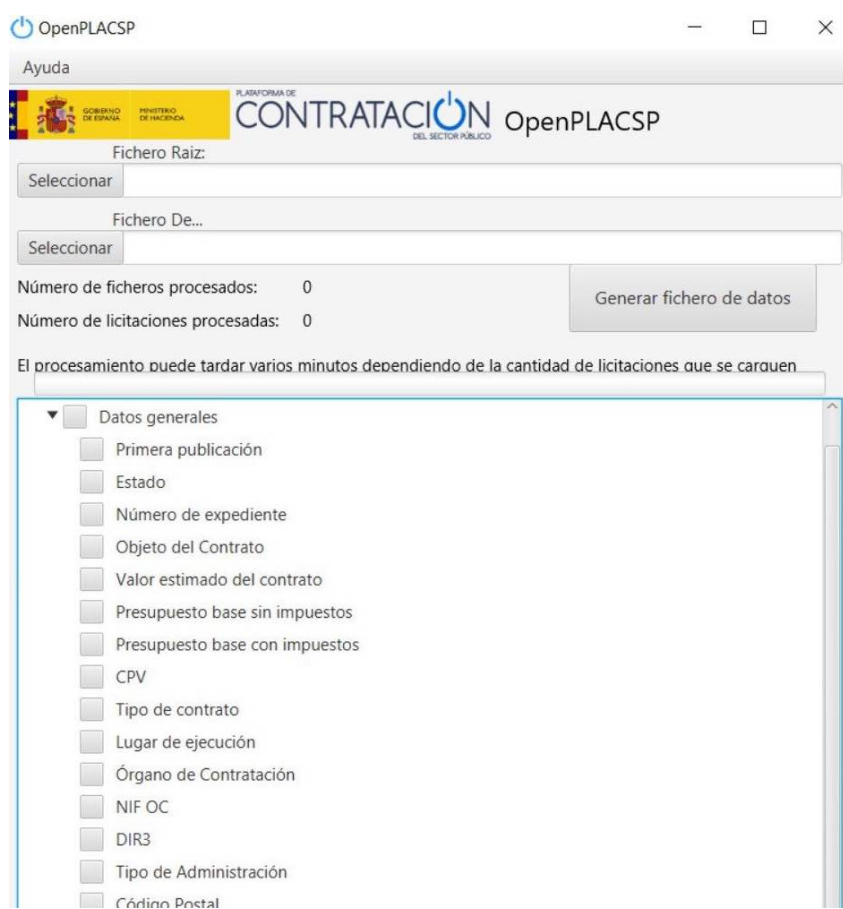 OpenPLACSP
Ayuda
GOBIERNO DE ESPAÑA
MINISTERIO DE HACIENDA
PLATAFORMA DE
CONTRATACIÓN
DEL SECTOR PÚBLICO
OpenPLACSP
Fichero Raiz:
Seleccionar
Fichero De...
Seleccionar
Número de ficheros procesados: 0
Generar fichero de datos
Número de licitaciones procesadas: 0
El procesamiento puede tardar varios minutos dependiendo de la cantidad de licitaciones que se carguen
Datos generales
Primera publicación
Estado
Número de expediente
Objeto del Contrato
Valor estimado del contrato
Presupuesto base sin impuestos
Presupuesto base con impuestos
CPV
Tipo de contrato
Lugar de ejecución
Órgano de Contratación
NIF OC
DIR3
Tipo de Administración
Código Postal